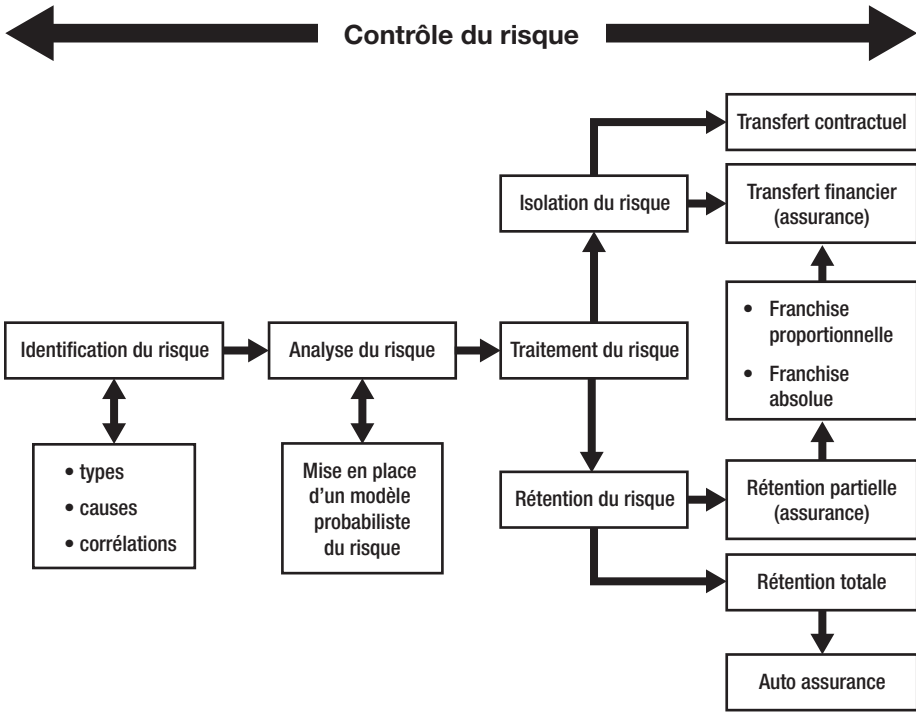 Contrôle du risque
Transfert contractuel
Isolation du risque
Transfert financier
(assurance)
• Franchise
proportionnelle
• Franchise
absolue
Identification du risque
Analyse du risque
Traitement du risque
• types
• causes
• corrélations
Mise en place
d'un modèle
probabiliste
du risque
Rétention du risque
Rétention partielle
(assurance)
Rétention totale
Auto assurance